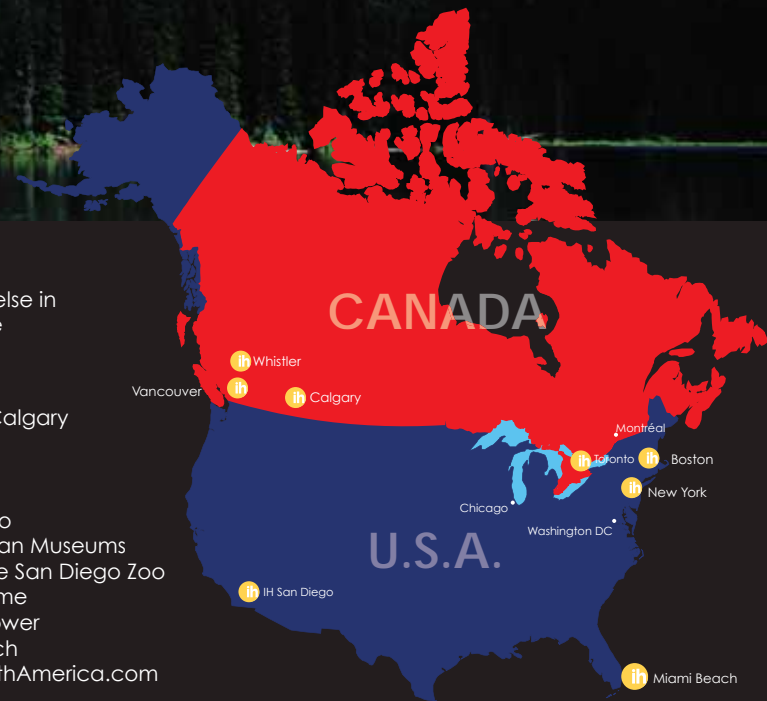 else in
e
Calgary
o
an Museums
e San Diego Zoo
me
ower
ch
thAmerica.com
CANADA
ih Whistler
Vancouver ih
ih Calgary
Montréal
ih Toronto
ih Boston
ih New York
Chicago
Washington DC
U.S.A.
ih IH San Diego
ih Miami Beach